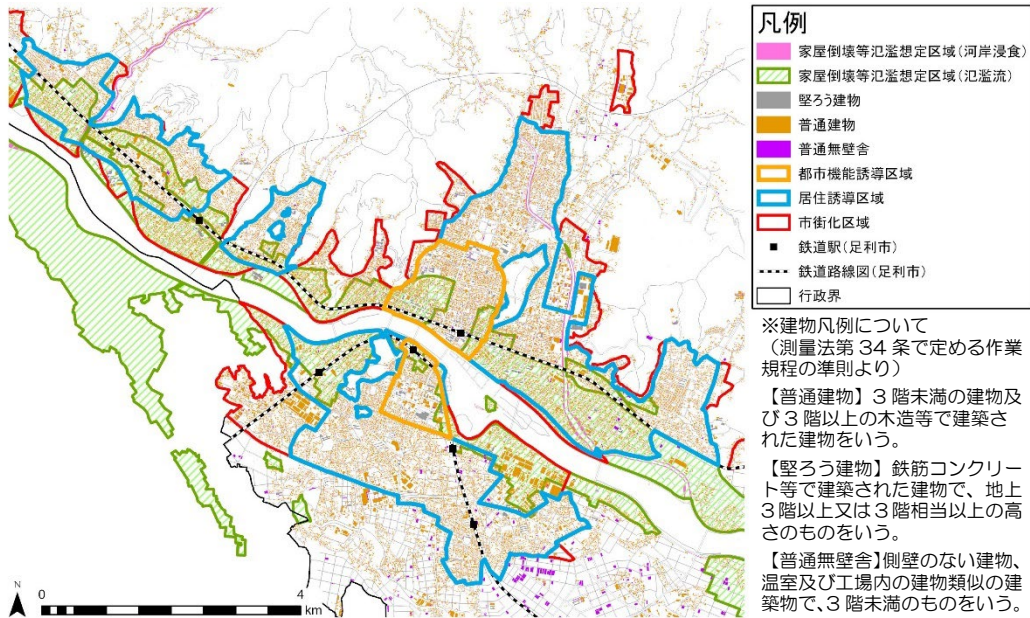 凡例
家屋倒壊等氾濫想定区域(河岸浸食)
家屋倒壊等氾濫想定区域(氾濫流)
堅ろう建物
普通建物
普通無壁舎
都市機能誘導区域
居住誘導区域
市街化区域
鉄道駅(足利市)
鉄道路線図(足利市)
行政界
※建物凡例について
(測量法第 34 条で定める作業
規程の準則より)
【普通建物】3 階未満の建物及
び 3 階以上の木造等で建築さ
れた建物をいう。
【堅ろう建物】鉄筋コンクリー
ト等で建築された建物で、地上
3 階以上又は 3 階相当以上の高
さのものをいう。
【普通無壁舎】側壁のない建物、
温室及び工場内の建物類似の建
築物で、3 階未満のものをいう。
N
0 4
km